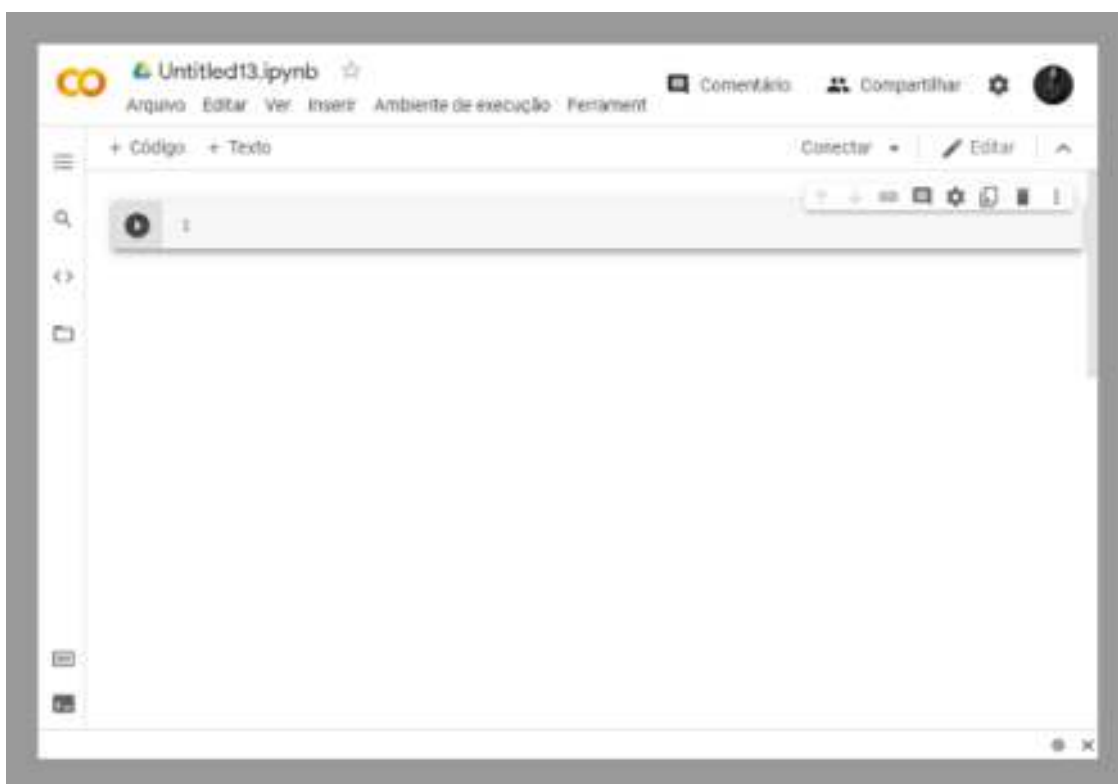 CO Untitled13.ipynb
Comentário Compartilhar
Arquivo Editar Ver Inserir Ambiente de execução Ferrament
+ Código + Texto
Conectar Editar
1